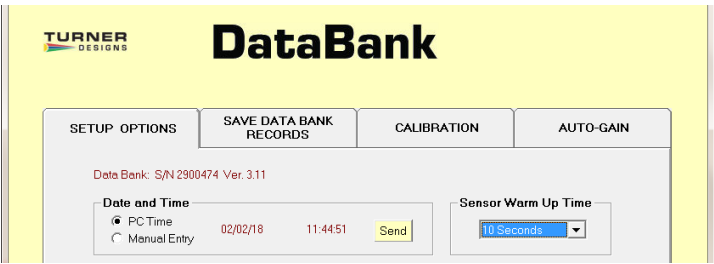 TURNER
DESIGNS
DataBank
SETUP OPTIONS
SAVE DATA BANK
RECORDS
CALIBRATION
AUTO-GAIN
Data Bank: S/N 2900474 Ver. 3.11
Date and Time
PC Time
Manual Entry
02/02/18
11:44:51
Send
Sensor Warm Up Time
10 Seconds